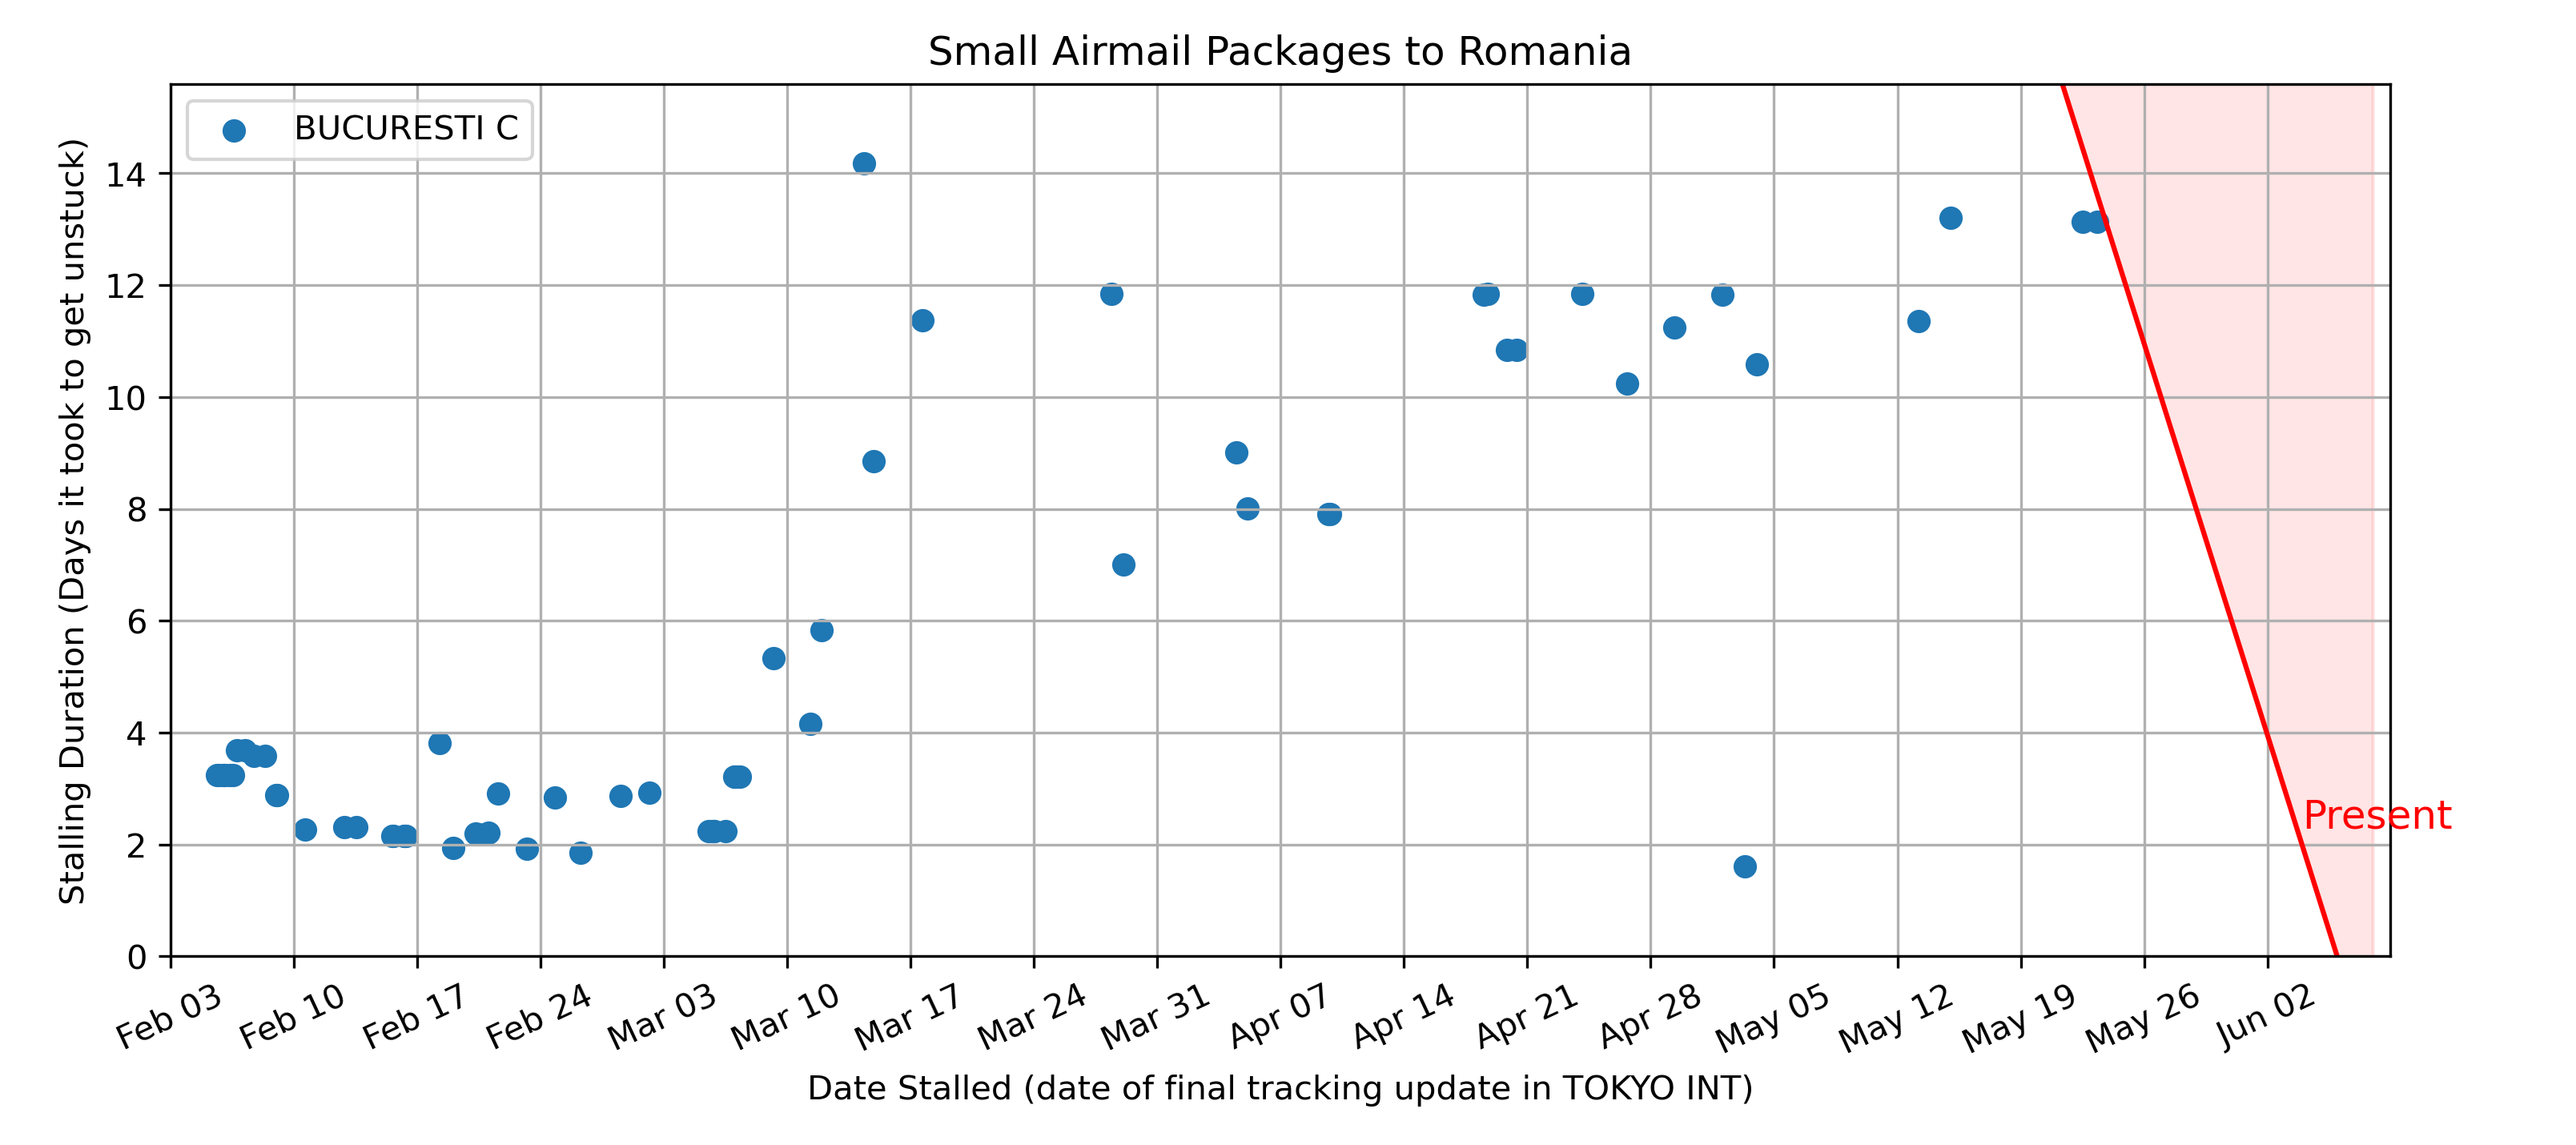 Small Airmail Packages to Romania
BUCURESTI C
Stalling Duration (Days it took to get unstuck)
14
12
10
8
6
4
2
0
Present
Feb 03
Feb 10
Feb 17
Feb 24
Mar 03
Mar 10
Mar 17
Mar 24
Mar 31
Apr 07
Apr 14
Apr 21
Apr 28
May 05
May 12
May 19
May 26
Jun 02
Date Stalled (date of final tracking update in TOKYO INT)